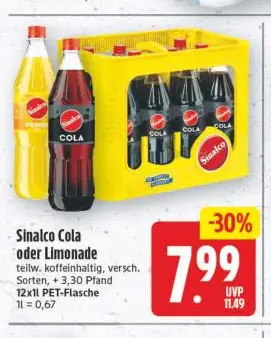 Sinalco
Sinalco
COLA
COLA
COLA
COLA
Sinalco
-30%
Sinalco Cola
oder Limonade
teilw. koffeinhaltig, versch.
Sorten, + 3,30 Pfand
12x1l PET-Flasche
1l = 0,67
7.99
UVP
11.49